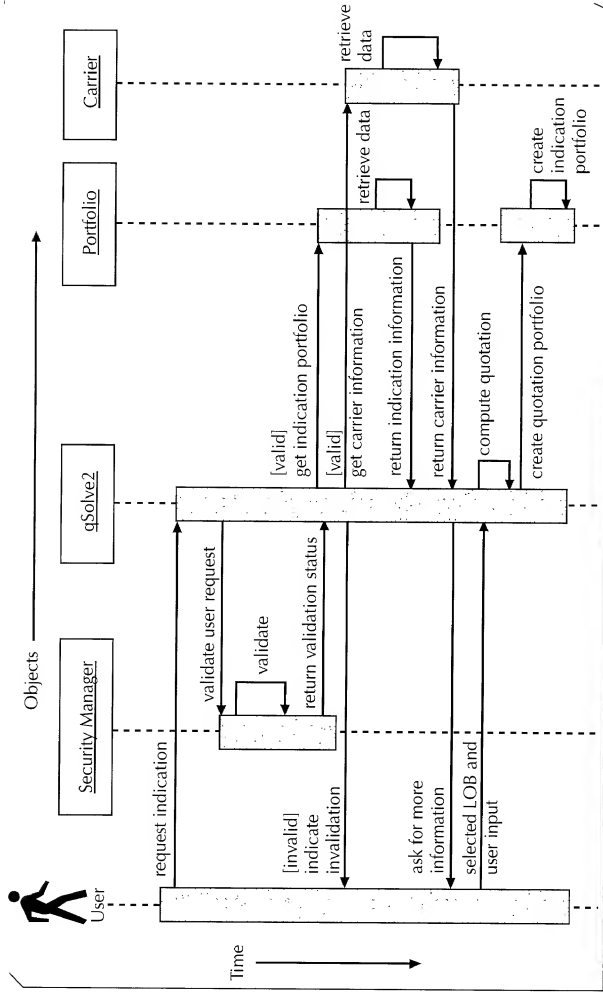 Objects
User
Security Manager
qSolve2
Portfolio
Carrier
Time
request indication
validate user request
validate
return validation status
[invalid]
indicate
invalidation
[valid]
get indication portfolio
[valid]
get carrier information
retrieve data
retrieve
data
return indication information
return carrier information
ask for more
information
selected LOB and
user input
compute quotation
create quotation portfolio
create
indication
portfolio